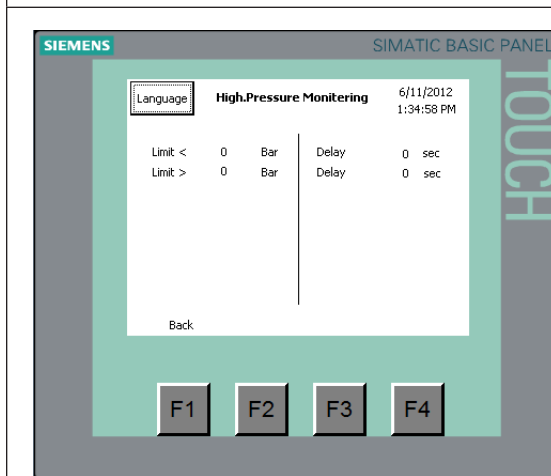 SIEMENS
SIMATIC BASIC PANEL
TOUCH
Language
High.Pressure Monitering
6/11/2012
1:34:58 PM
Limit < 0 Bar Delay 0 sec
Limit > 0 Bar Delay 0 sec
Back
F1 F2 F3 F4